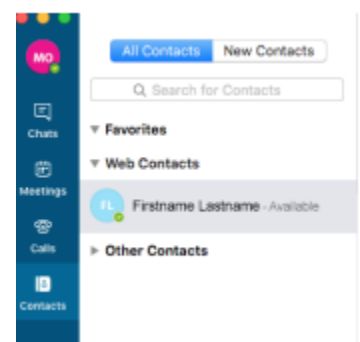 MO
All Contacts New Contacts
Search for Contacts
Chats
Favorites
Web Contacts
Meetings
FL Firstname Lastname - Available
Calls
Other Contacts
Contacts